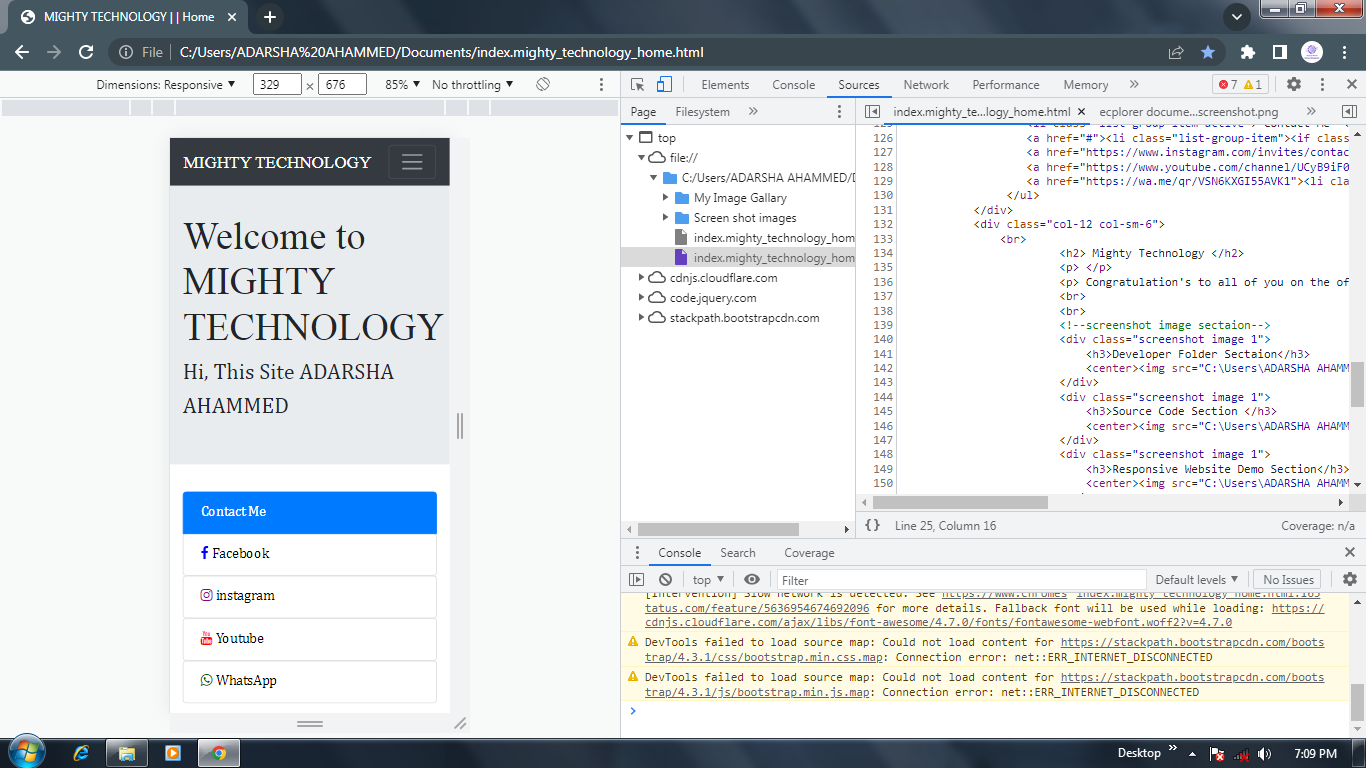 MIGHTY TECHNOLOGY | | Home
File C:/Users/ADARSHA%20AHAMMED/Documents/index.mighty_technology_home.html
Dimensions: Responsive 329 × 676 85% No throttling
MIGHTY TECHNOLOGY
Welcome to
MIGHTY
TECHNOLOGY
Hi, This Site ADARSHA
AHAMMED
Contact Me
Facebook
instagram
Youtube
WhatsApp
Elements Console Sources Network Performance Memory 7 1
Page Filesystem
top
file://
C:/Users/ADARSHA AHAMMED/D
My Image Gallary
Screen shot images
index.mighty_technology_hom
index.mighty_technology_hom
cdnjs.cloudflare.com
code.jquery.com
stackpath.bootstrapcdn.com
index.mighty_te...logy_home.html ecplorer docume...screenshot.png
125 <li class="list-group-item active"> Contact Me
126 <a href="#"><li class="list-group-item"><if class
127 <a href="https://www.instagram.com/invites/contac
128 <a href="https://www.youtube.com/channel/UCyB9iF0
129 <a href="https://wa.me/qr/VSN6KXGI55AVK1"><li cla
130 </ul>
131 </div>
132 <div class="col-12 col-sm-6">
133 <br>
134 <h2> Mighty Technology </h2>
135 <p> </p>
136 <p> Congratulation's to all of you on the of
137 <br>
138 <br>
139 <!--screenshot image sectaion-->
140 <div class="screenshot image 1">
141 <h3>Developer Folder Sectaion</h3>
142 <center><img src="C:\Users\ADARSHA AHAMM
143 </div>
144 <div class="screenshot image 1">
145 <h3>Source Code Section </h3>
146 <center><img src="C:\Users\ADARSHA AHAMM
147 </div>
148 <div class="screenshot image 1">
149 <h3>Responsive Website Demo Section</h3
150 <center><img src="C:\Users\ADARSHA AHAMM
{} Line 25, Column 16 Coverage: n/a
Console Search Coverage
top Filter Default levels No Issues
[Intervention] Slow network is detected. See https://www.chromes index.mighty_technology_home.html:165
tatus.com/feature/5636954674692096 for more details. Fallback font will be used while loading: https://
cdnjs.cloudflare.com/ajax/libs/font-awesome/4.7.0/fonts/fontawesome-webfont.woff2?v=4.7.0
DevTools failed to load source map: Could not load content for https://stackpath.bootstrapcdn.com/boots
trap/4.3.1/css/bootstrap.min.css.map: Connection error: net::ERR_INTERNET_DISCONNECTED
DevTools failed to load source map: Could not load content for https://stackpath.bootstrapcdn.com/boots
trap/4.3.1/js/bootstrap.min.js.map: Connection error: net::ERR_INTERNET_DISCONNECTED
Desktop 7:09 PM